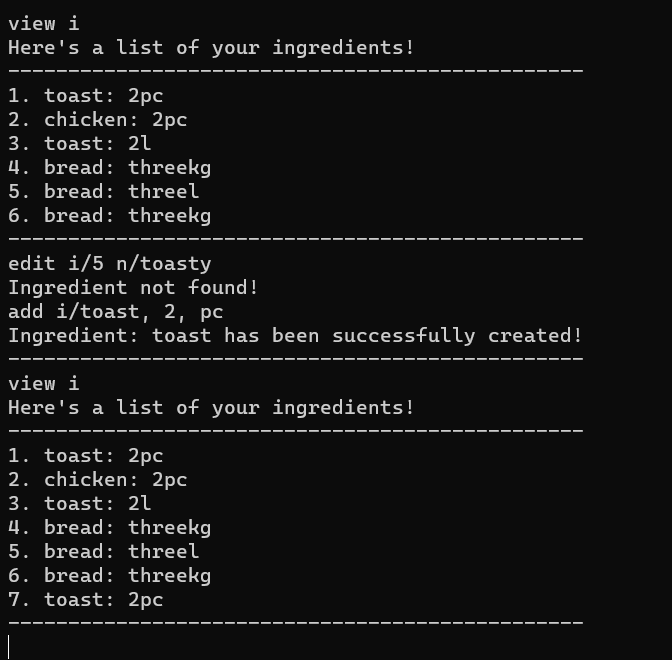 view i
Here's a list of your ingredients!
------------------------------------------------
1. toast: 2pc
2. chicken: 2pc
3. toast: 2l
4. bread: threekg
5. bread: threel
6. bread: threekg
------------------------------------------------
edit i/5 n/toasty
Ingredient not found!
add i/toast, 2, pc
Ingredient: toast has been successfully created!
------------------------------------------------
view i
Here's a list of your ingredients!
------------------------------------------------
1. toast: 2pc
2. chicken: 2pc
3. toast: 2l
4. bread: threekg
5. bread: threel
6. bread: threekg
7. toast: 2pc
------------------------------------------------